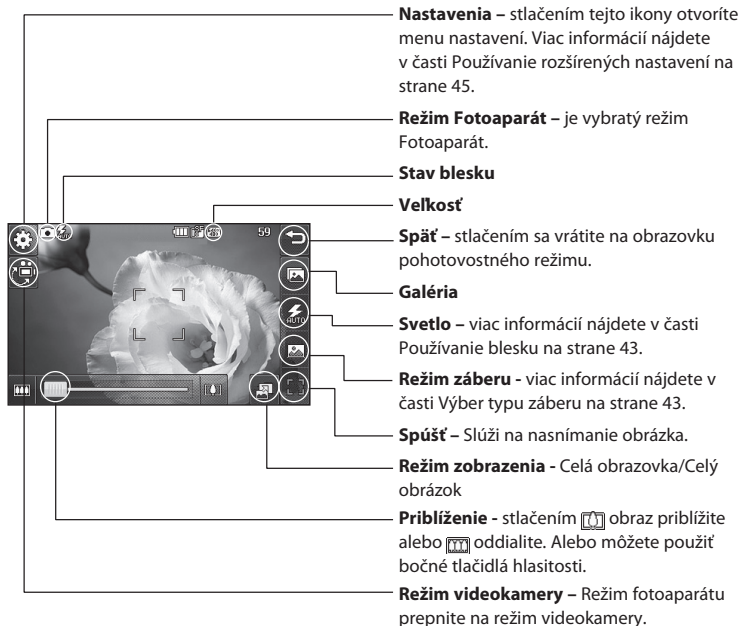 Nastavenia – stlačením tejto ikony otvoríte
menu nastavení. Viac informácií nájdete
v časti Používanie rozšírených nastavení na
strane 45.
Režim Fotoaparát – je vybratý režim
Fotoaparát.
Stav blesku
Veľkosť
Späť – stlačením sa vrátite na obrazovku
pohotovostného režimu.
Galéria
Svetlo – viac informácií nájdete v časti
Používanie blesku na strane 43.
Režim záberu - viac informácií nájdete v
časti Výber typu záberu na strane 43.
Spúšť – Slúži na nasnímanie obrázka.
Režim zobrazenia - Celá obrazovka/Celý
obrázok
Priblíženie - stlačením obraz priblížite
alebo oddialite. Alebo môžete použiť
bočné tlačidlá hlasitosti.
Režim videokamery – Režim fotoaparátu
prepnite na režim videokamery.
59
AUTO